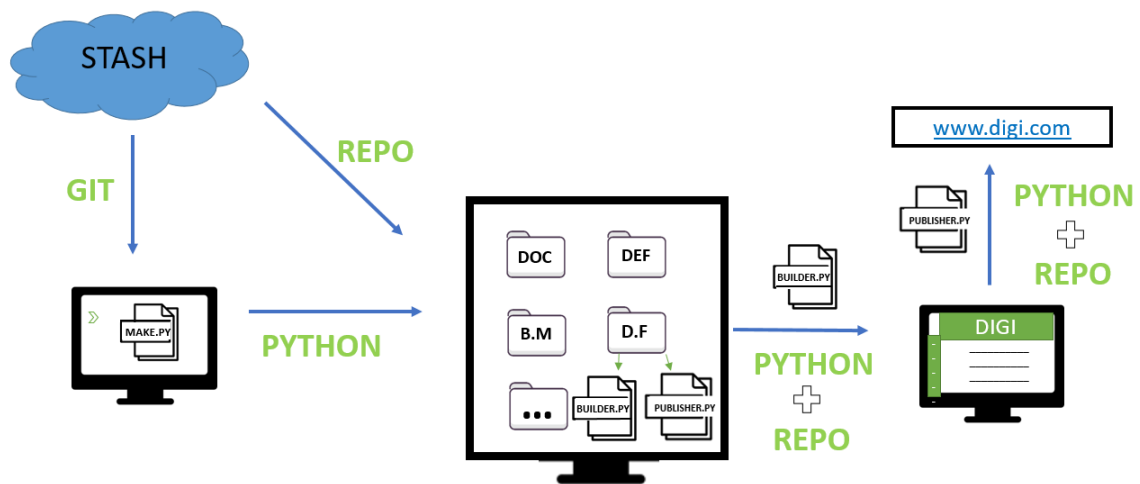 STASH
GIT
REPO
MAKE.PY
PYTHON
DOC
DEF
B.M
D.F
...
BUILDER.PY
PUBLISHER.PY
BUILDER.PY
PYTHON
REPO
DIGI
www.digi.com
PUBLISHER.PY
PYTHON
REPO